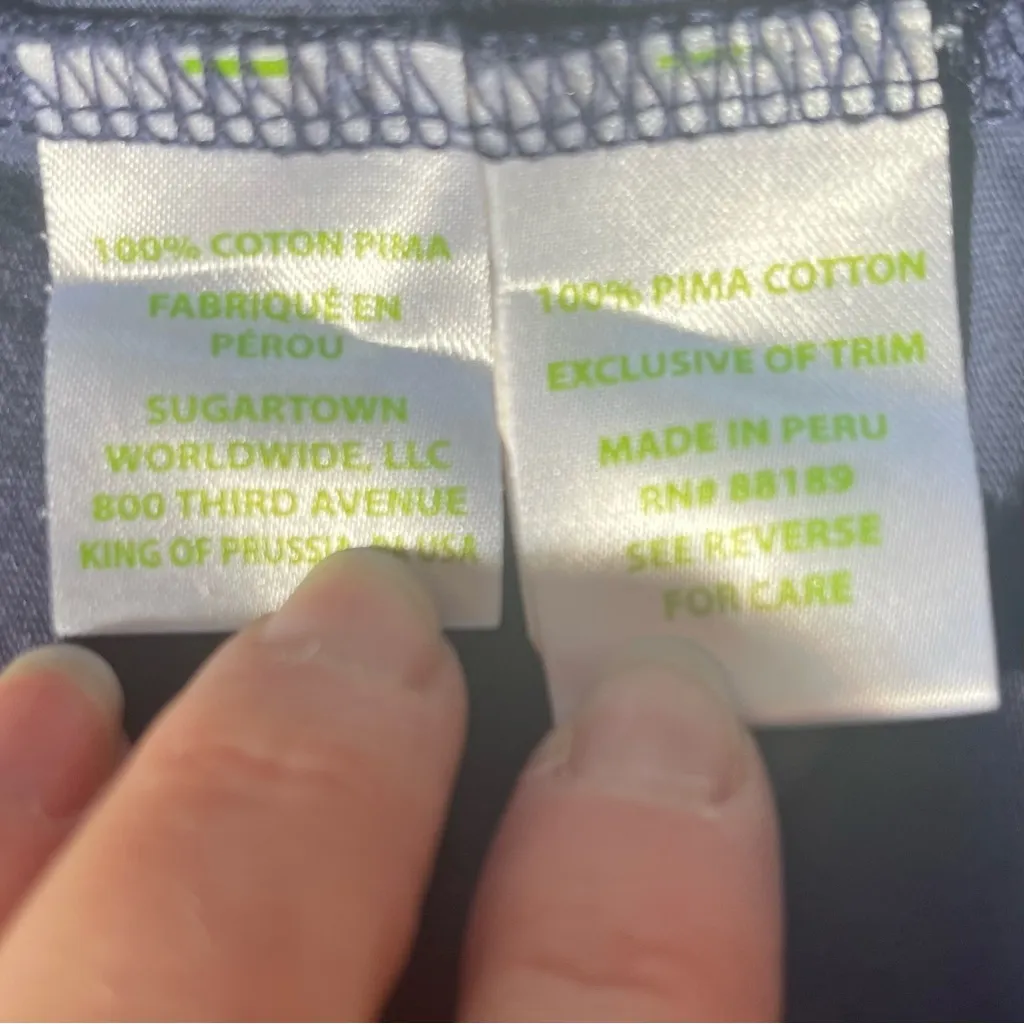 100% COTON PIMA
FABRIQUÉ EN
PÉROU
SUGARTOWN
WORLDWIDE, LLC
800 THIRD AVENUE
KING OF PRUSSIA, PA USA
100% PIMA COTTON
EXCLUSIVE OF TRIM
MADE IN PERU
RN# 88189
SEE REVERSE
FOR CARE